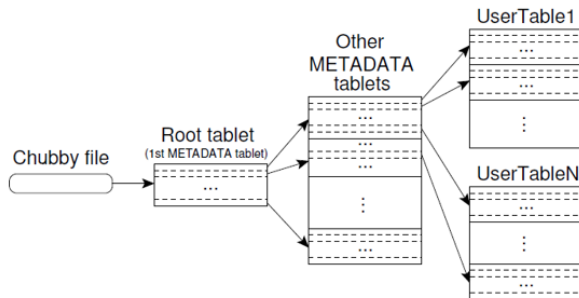 Chubby file
Root tablet
(1st METADATA tablet)
...
Other
METADATA
tablets
...
...
⋮
...
UserTable1
...
...
⋮
UserTableN
...
⋮
...